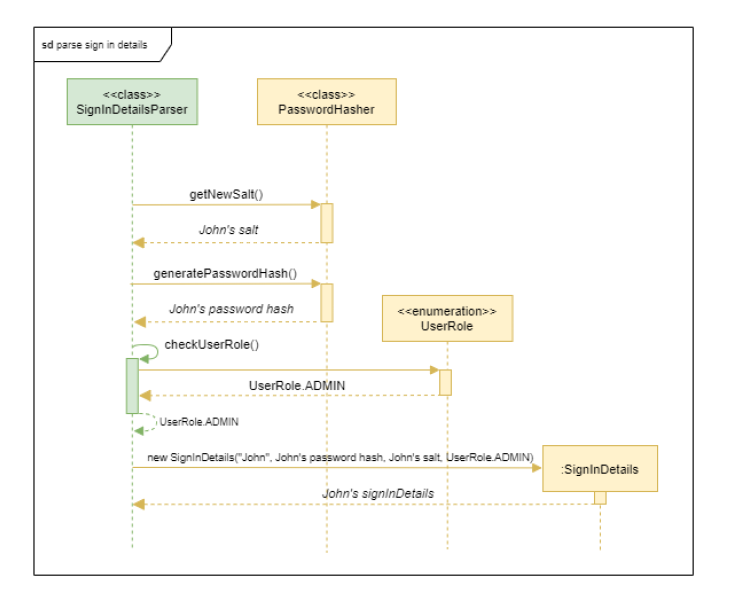 sd parse sign in details
<<class>>
SignInDetailsParser
<<class>>
PasswordHasher
getNewSalt()
John's salt
generatePasswordHash()
John's password hash
<<enumeration>>
UserRole
checkUserRole()
UserRole.ADMIN
UserRole.ADMIN
new SignInDetails("John", John's password hash, John's salt, UserRole.ADMIN)
:SignInDetails
John's signInDetails